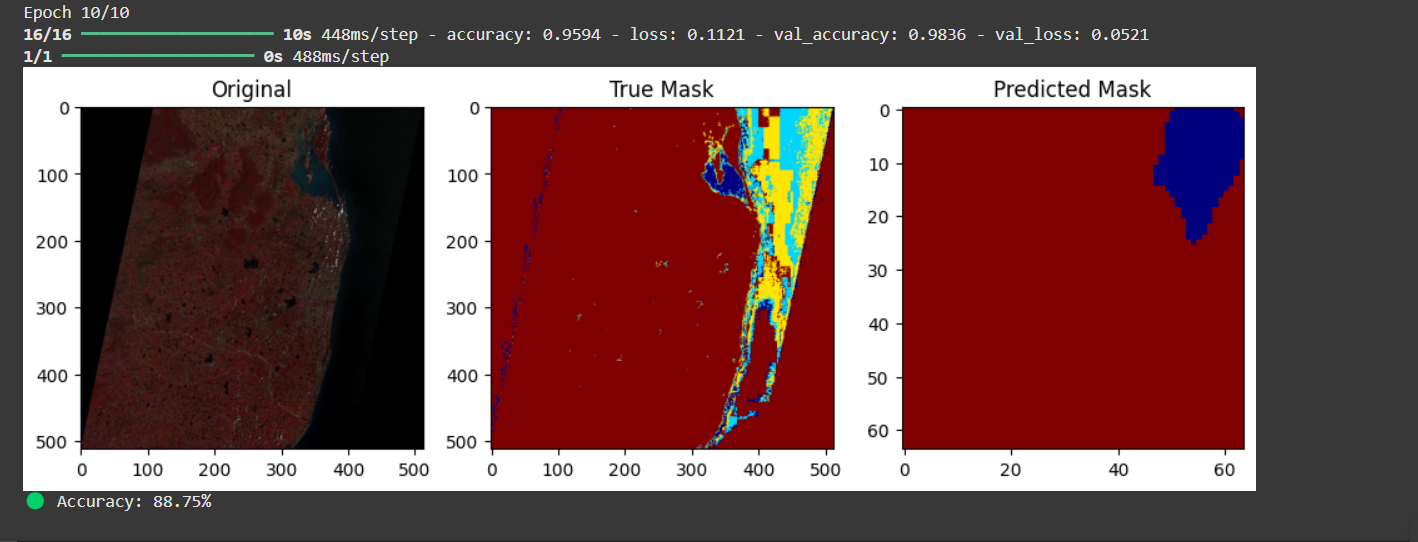 Epoch 10/10
16/16 ━━━━━━━━━━━━━━━━━━━━ 10s 448ms/step - accuracy: 0.9594 - loss: 0.1121 - val_accuracy: 0.9836 - val_loss: 0.0521
1/1 ━━━━━━━━━━━━━━━━━━━━ 0s 488ms/step
Original True Mask Predicted Mask
0 0 0
100 100 10
200 200 20
300 300 30
400 400 40
500 500 50
60
0 100 200 300 400 500 0 100 200 300 400 500 0 20 40 60
Accuracy: 88.75%